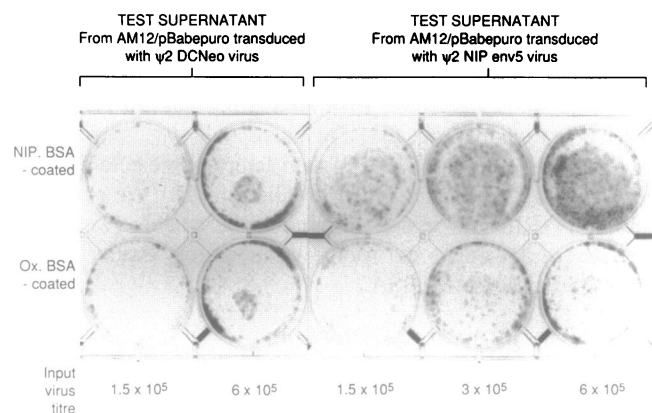 TEST SUPERNATANT
From AM12/pBabepuro transduced
with ψ2 DCNeo virus
TEST SUPERNATANT
From AM12/pBabepuro transduced
with ψ2 NIP env5 virus
NIP. BSA
- coated
Ox. BSA
- coated
Input
virus
titre
1.5 x 10⁵
6 x 10⁵
1.5 x 10⁵
3 x 10⁵
6 x 10⁵